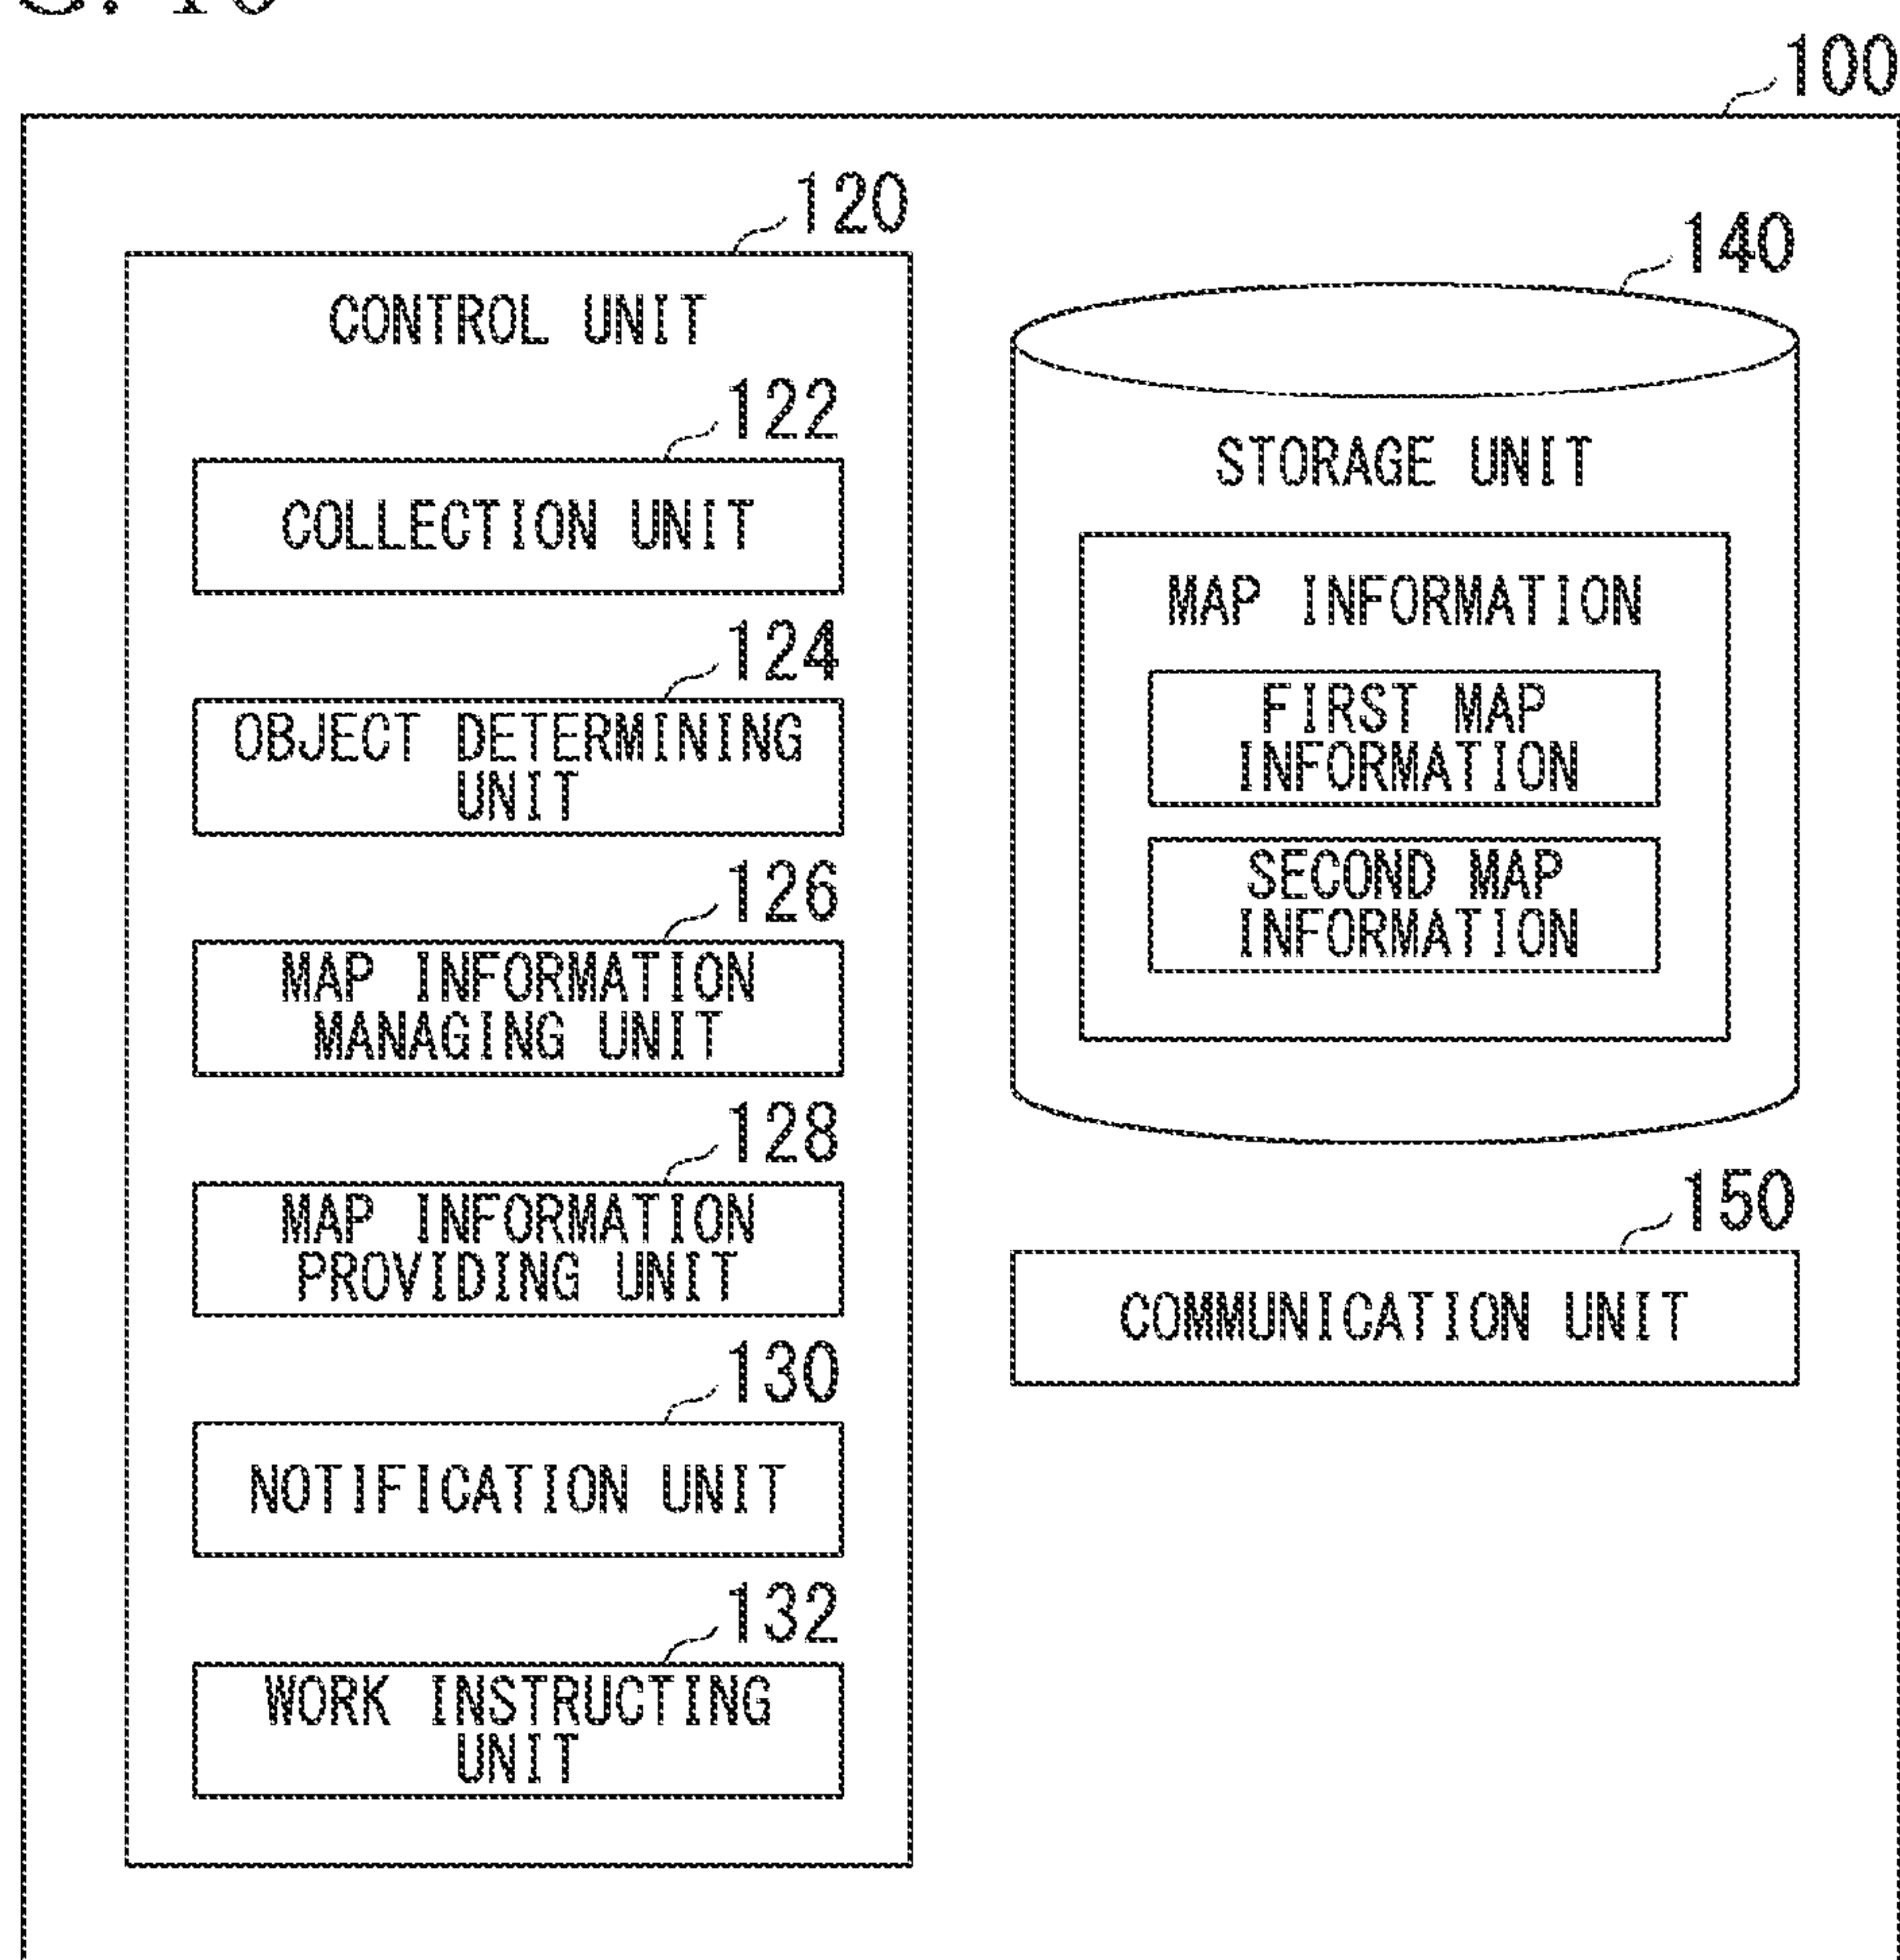 100
120
CONTROL UNIT
122
COLLECTION UNIT
124
OBJECT DETERMINING
UNIT
126
MAP INFORMATION
MANAGING UNIT
128
MAP INFORMATION
PROVIDING UNIT
130
NOTIFICATION UNIT
132
WORK INSTRUCTING
UNIT
140
STORAGE UNIT
MAP INFORMATION
FIRST MAP
INFORMATION
SECOND MAP
INFORMATION
150
COMMUNICATION UNIT